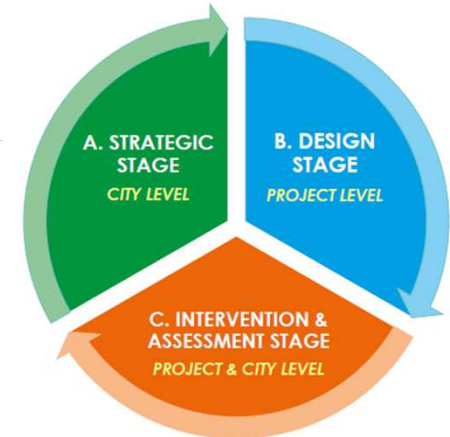 A. STRATEGIC
STAGE
CITY LEVEL
B. DESIGN
STAGE
PROJECT LEVEL
C. INTERVENTION &
ASSESSMENT STAGE
PROJECT & CITY LEVEL